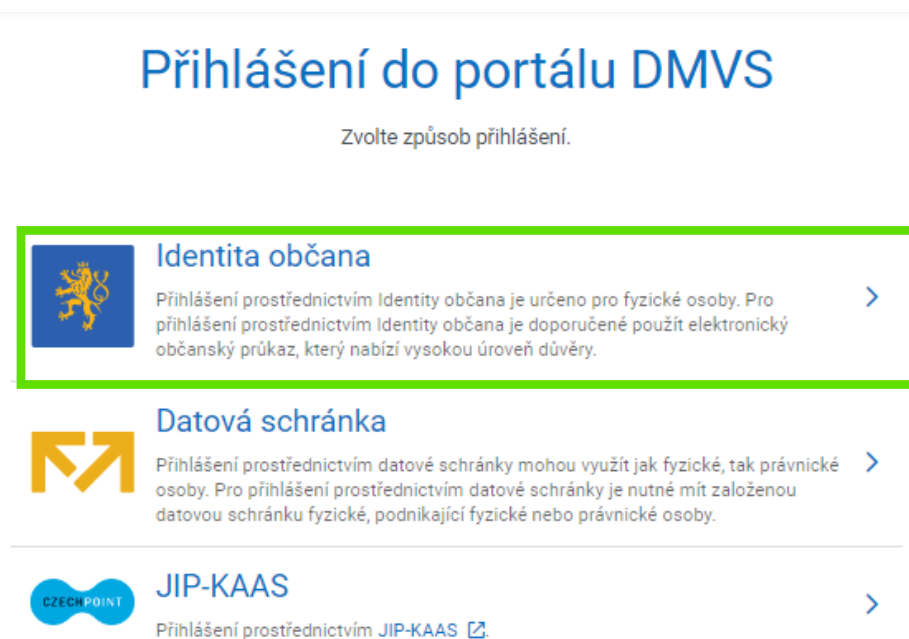 Přihlášení do portálu DMVS
Zvolte způsob přihlášení.
Identita občana
Přihlášení prostřednictvím Identity občana je určeno pro fyzické osoby. Pro
přihlášení prostřednictvím Identity občana je doporučené použít elektronický
občanský průkaz, který nabízí vysokou úroveň důvěry.
Datová schránka
Přihlášení prostřednictvím datové schránky mohou využít jak fyzické, tak právnické
osoby. Pro přihlášení prostřednictvím datové schránky je nutné mít založenou
datovou schránku fyzické, podnikající fyzické nebo právnické osoby.
CZECHPOINT
JIP-KAAS
Přihlášení prostřednictvím JIP-KAAS.